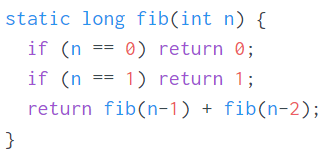 static long fib(int n) {
  if (n == 0) return 0;
  if (n == 1) return 1;
  return fib(n-1) + fib(n-2);
}